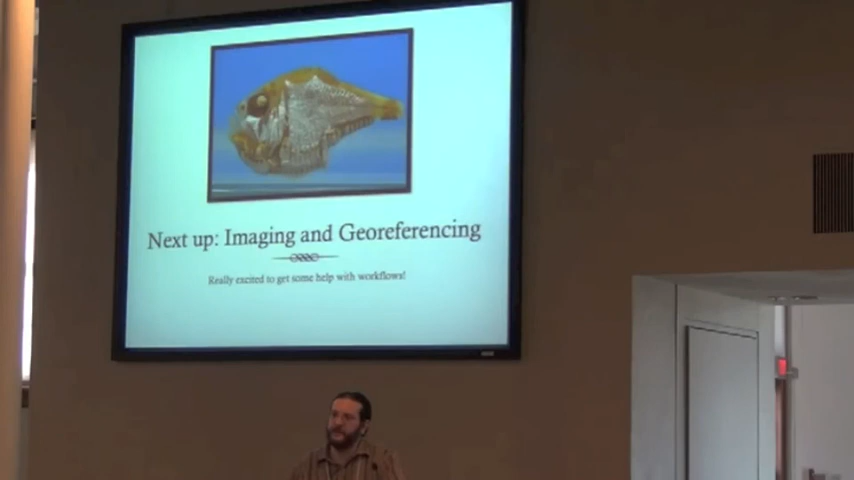 Next up: Imaging and Georeferencing
Really excited to get some help with workflows!